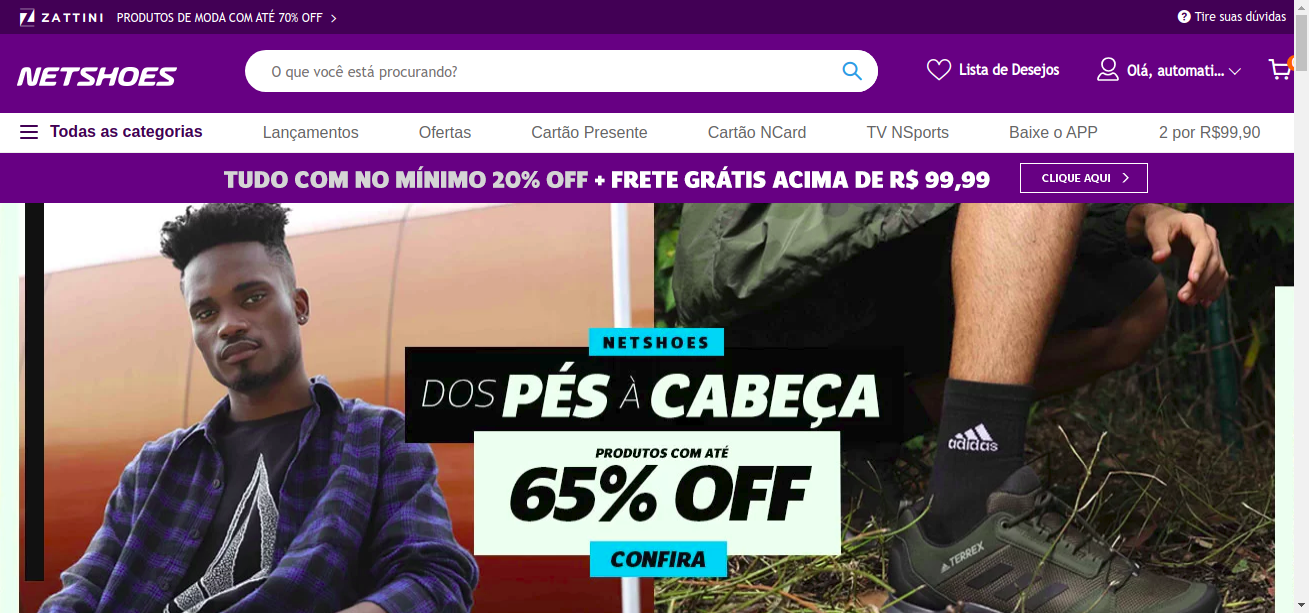 ZATTINI PRODUTOS DE MODA COM ATÉ 70% OFF
Tire suas dúvidas
NETSHOES
O que você está procurando?
Lista de Desejos
Olá, automati...
Todas as categorias
Lançamentos
Ofertas
Cartão Presente
Cartão NCard
TV NSports
Baixe o APP
2 por R$99,90
TUDO COM NO MÍNIMO 20% OFF + FRETE GRÁTIS ACIMA DE R$ 99,99
CLIQUE AQUI
NETSHOES
DOS PÉS À CABEÇA
PRODUTOS COM ATÉ
65% OFF
CONFIRA
adidas
TERREX